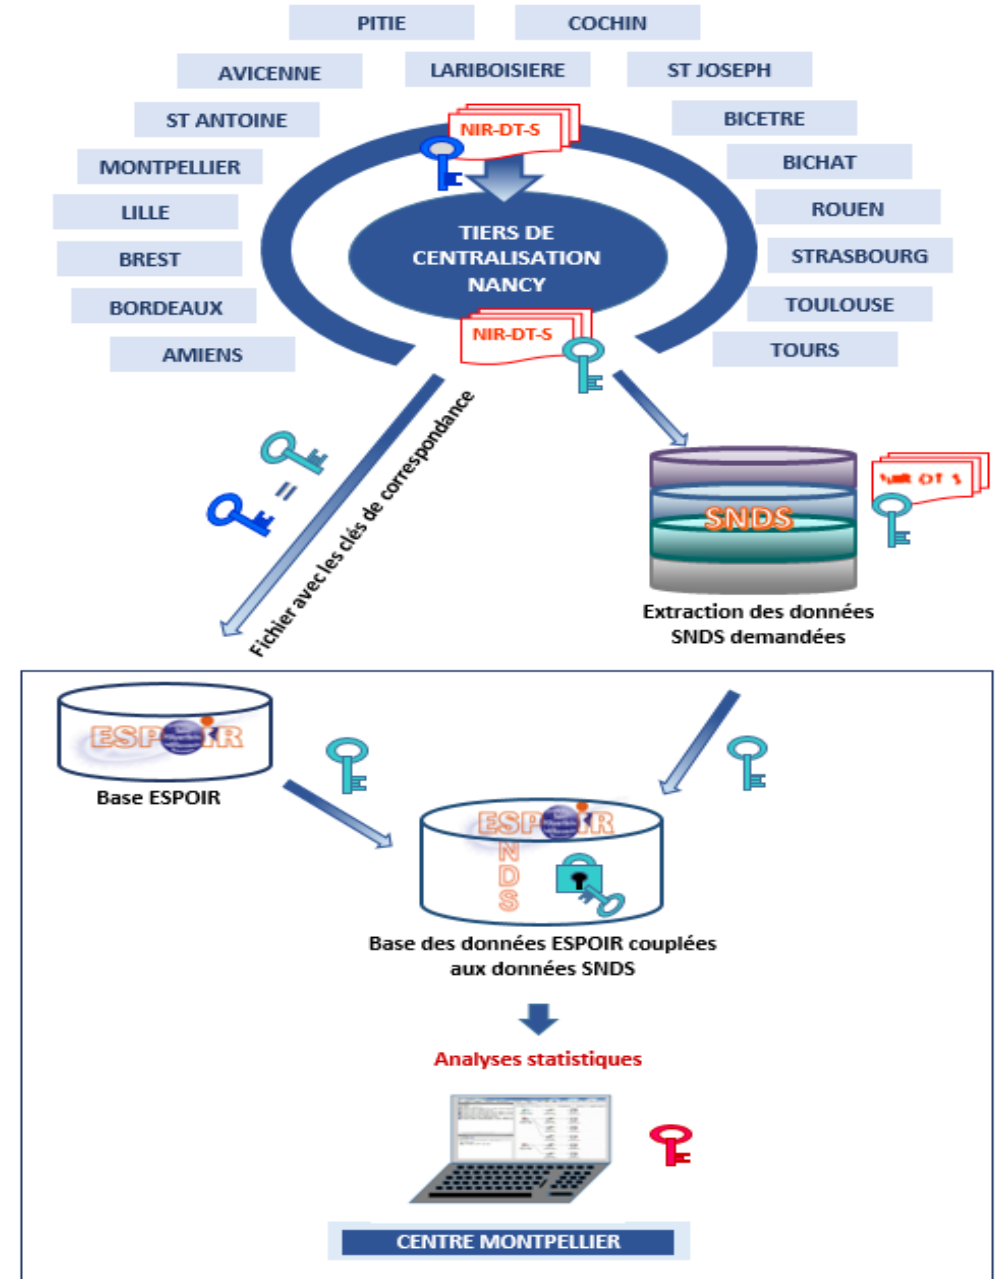 PITIE
COCHIN
AVICENNE
LARIBOISIERE
ST JOSEPH
ST ANTOINE
NIR-DT-S
BICETRE
MONTPELLIER
BICHAT
LILLE
ROUEN
TIERS DE
CENTRALISATION
NANCY
BREST
STRASBOURG
BORDEAUX
TOULOUSE
NIR-DT-S
AMIENS
TOURS
Fichier avec les clés de correspondance
=
SNDS
Extraction des données
SNDS demandées
ESPOIR
Base ESPOIR
ESPOIR
N
D
S
Base des données ESPOIR couplées
aux données SNDS
Analyses statistiques
CENTRE MONTPELLIER